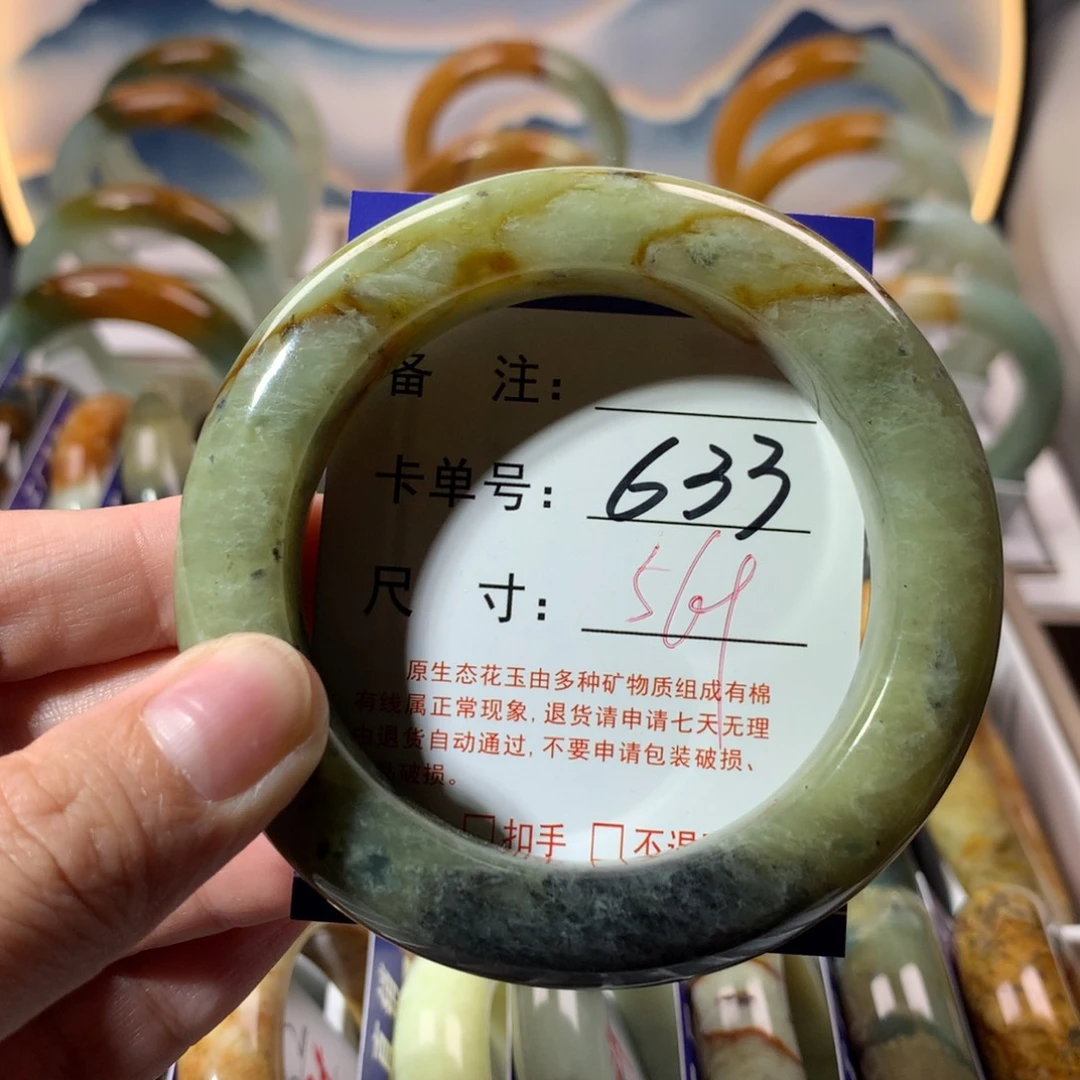 备 注：
卡单号：633
尺 寸：569
原生态花玉由多种矿物质组成有棉
有线属正常现象，退货请申请七天无理
由退货自动通过，不要申请包装破损、
破损。
□扣手 □不退